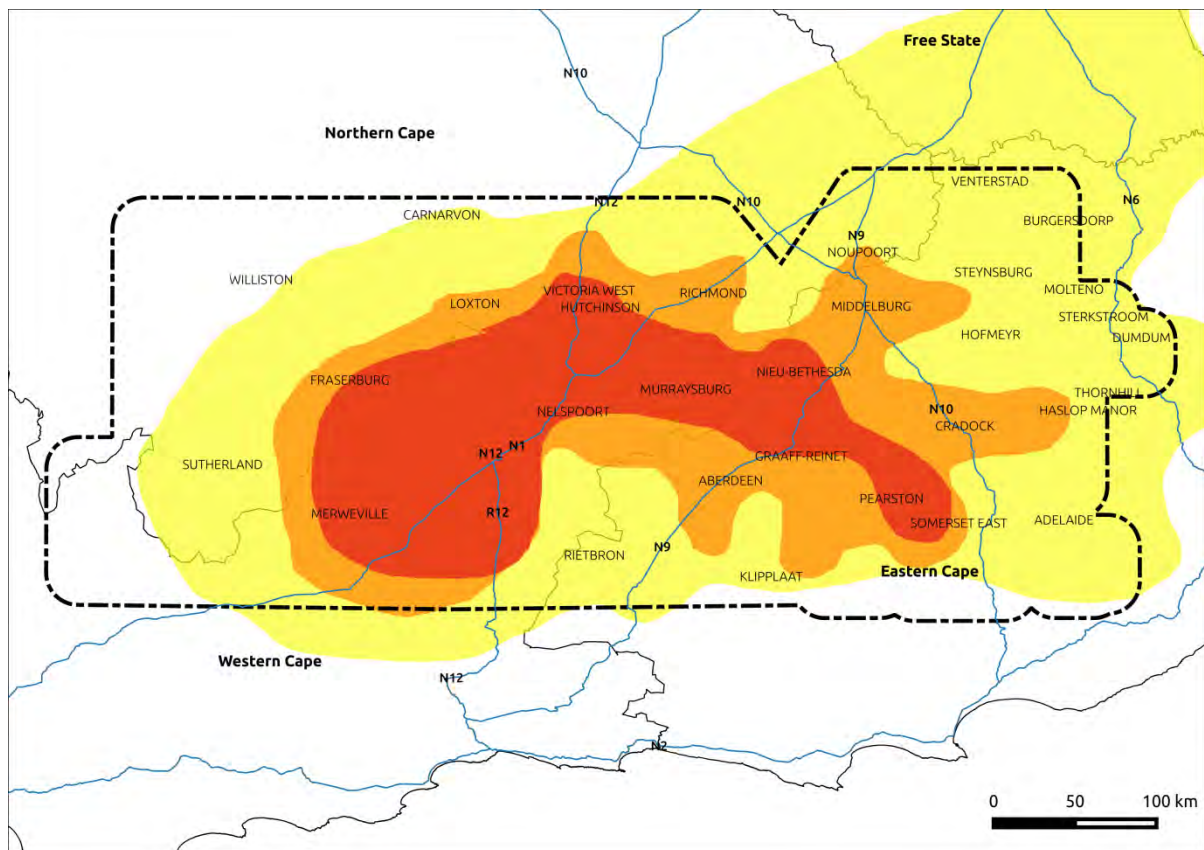 Free State
N10
Northern Cape
VENTERSTAD
N12
N10
N6
CARNARVON
BURGERSDORP
N9
NOUPOORT
WILLISTON
STEYNSBURG
VICTORIA WEST
RICHMOND
MOLTENO
LOXTON
HUTCHINSON
MIDDELBURG
STERKSTROOM
HOFMEYR
DUMDUM
FRASERBURG
NIEU-BETHESDA
MURRAYSBURG
THORNHILL
NELSPOORT
N10
HASLOP MANOR
CRADOCK
N12
N1
SUTHERLAND
GRAAFF-REINET
ABERDEEN
PEARSTON
MERWEVILLE
R12
SOMERSET EAST
ADELAIDE
N9
RIETBRON
KLIPPLAAT
Eastern Cape
Western Cape
N12
N2
0 50 100 km